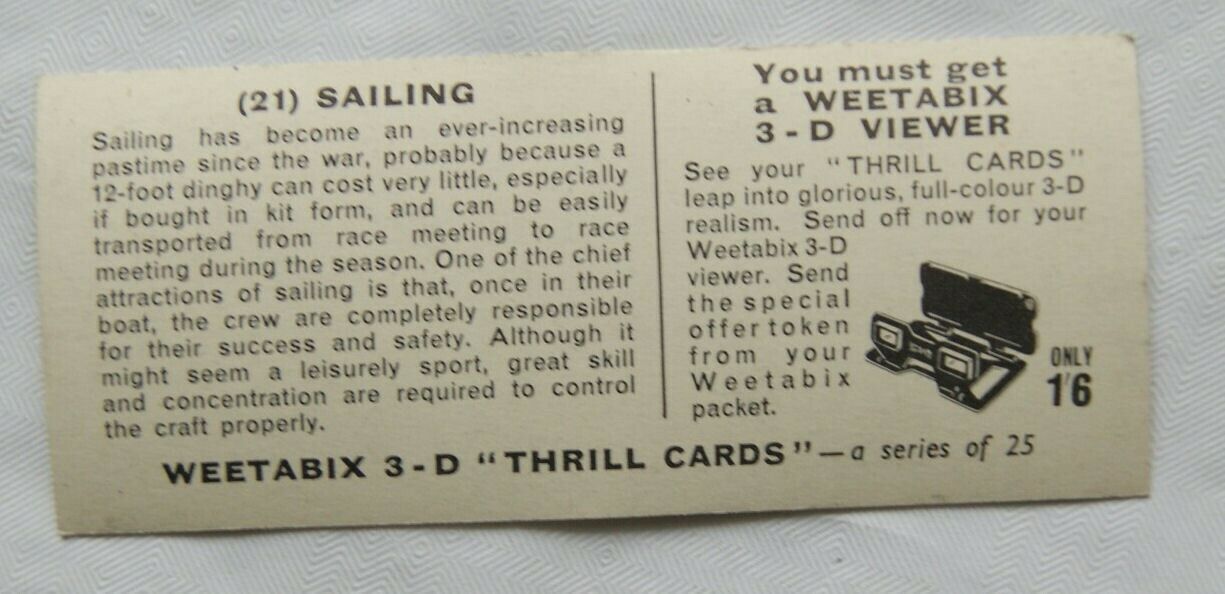 (21) SAILING
Sailing has become an ever-increasing
pastime since the war, probably because a
12-foot dinghy can cost very little, especially
if bought in kit form, and can be easily
transported from race meeting to race
meeting during the season. One of the chief
attractions of sailing is that, once in their
boat, the crew are completely responsible
for their success and safety. Although it
might seem a leisurely sport, great skill
and concentration are required to control
the craft properly.
You must get
a WEETABIX
3-D VIEWER
See your "THRILL CARDS"
leap into glorious, full-colour 3-D
realism. Send off now for your
Weetabix 3-D
viewer. Send
the special
offer token
from your
Weetabix
packet.
ONLY
1'6
WEETABIX 3-D "THRILL CARDS"—a series of 25